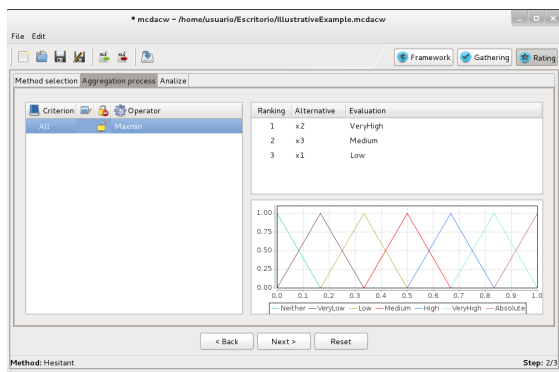 * mcdacw – /home/usuario/Escritorio/IllustrativeExample.mcdacw
File Edit
Framework Gathering Rating
Method selection Aggregation process Analize
Criterion Operator
All Maxmin
Ranking Alternative Evaluation
1 x2 VeryHigh
2 x3 Medium
3 x1 Low
1.00
0.75
0.50
0.25
0.00
0.0 0.1 0.2 0.3 0.4 0.5 0.6 0.7 0.8 0.9 1.0
Neither VeryLow Low Medium High VeryHigh Absolute
< Back Next > Reset
Method: Hesitant Step: 2/3